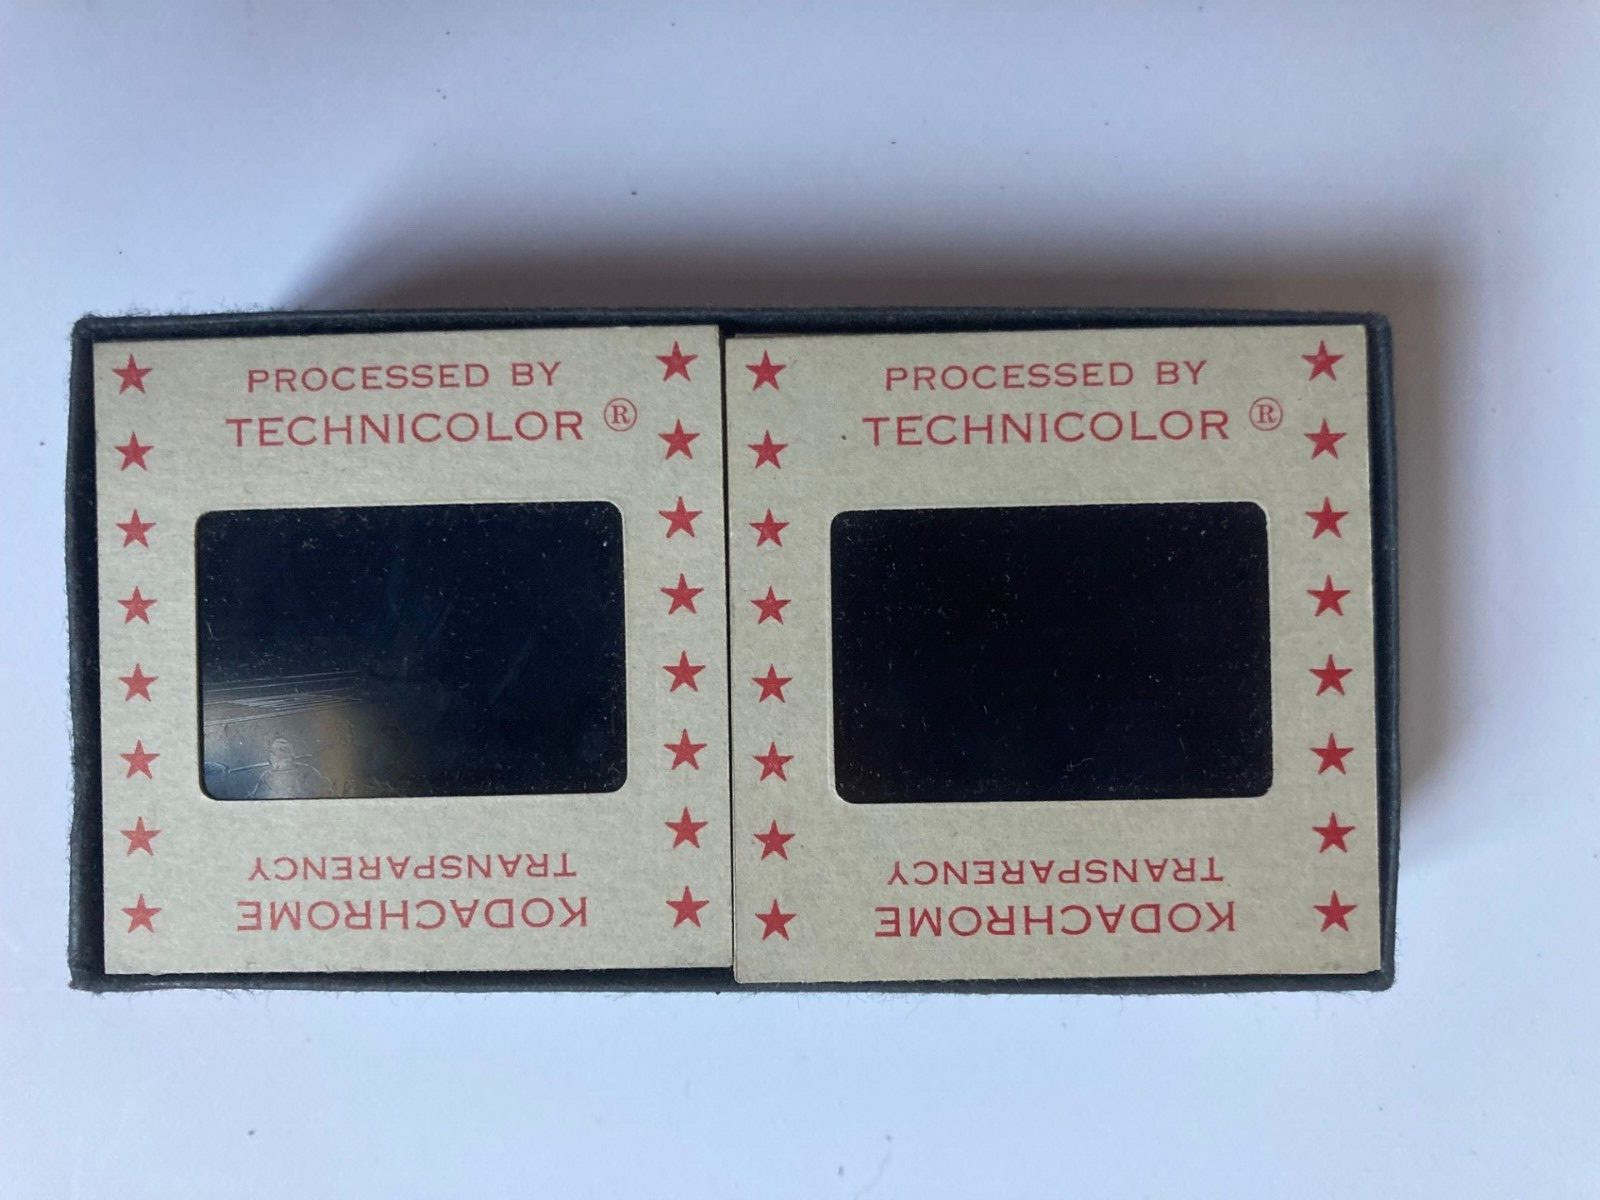 PROCESSED BY
TECHNICOLOR ®
KODACHROME
TRANSPARENCY
PROCESSED BY
TECHNICOLOR ®
KODACHROME
TRANSPARENCY